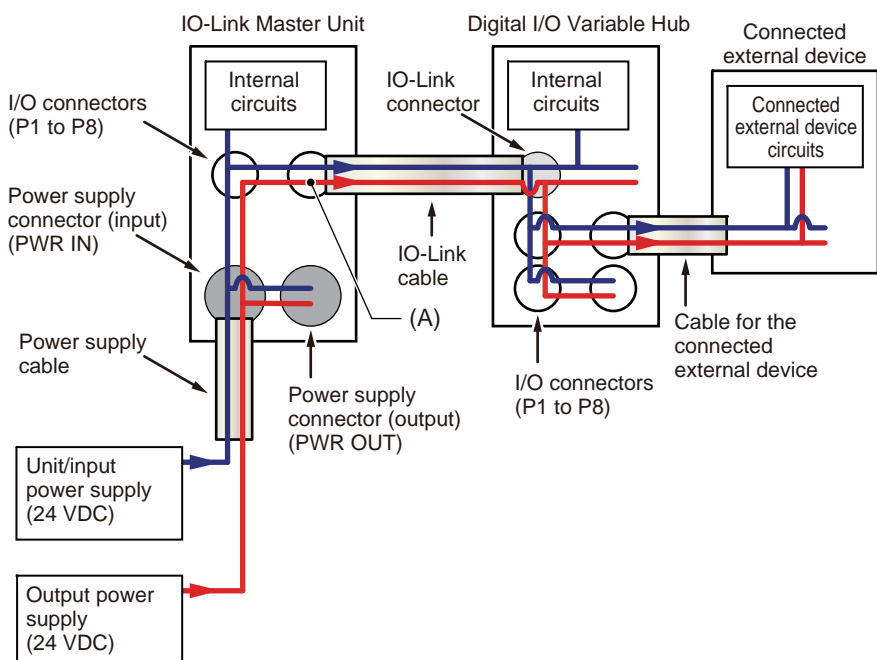 IO-Link Master Unit
Digital I/O Variable Hub
Connected
external device
Internal
circuits
I/O connectors
(P1 to P8)
IO-Link
connector
Internal
circuits
Connected
external device
circuits
Power supply
connector (input)
(PWR IN)
IO-Link
cable
(A)
Power supply
cable
Power supply
connector (output)
(PWR OUT)
I/O connectors
(P1 to P8)
Cable for the
connected
external device
Unit/input
power supply
(24 VDC)
Output power
supply
(24 VDC)